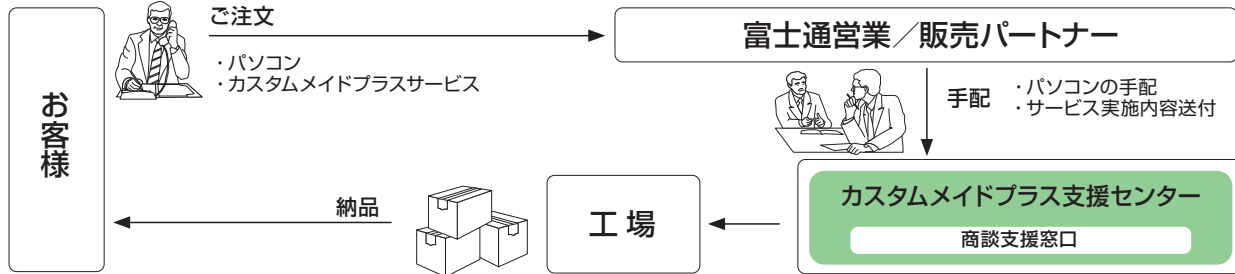 お客様
ご注文
・パソコン
・カスタムメイドプラスサービス
富士通営業／販売パートナー
手配
・パソコンの手配
・サービス実施内容送付
カスタムメイドプラス支援センター
商談支援窓口
工場
納品